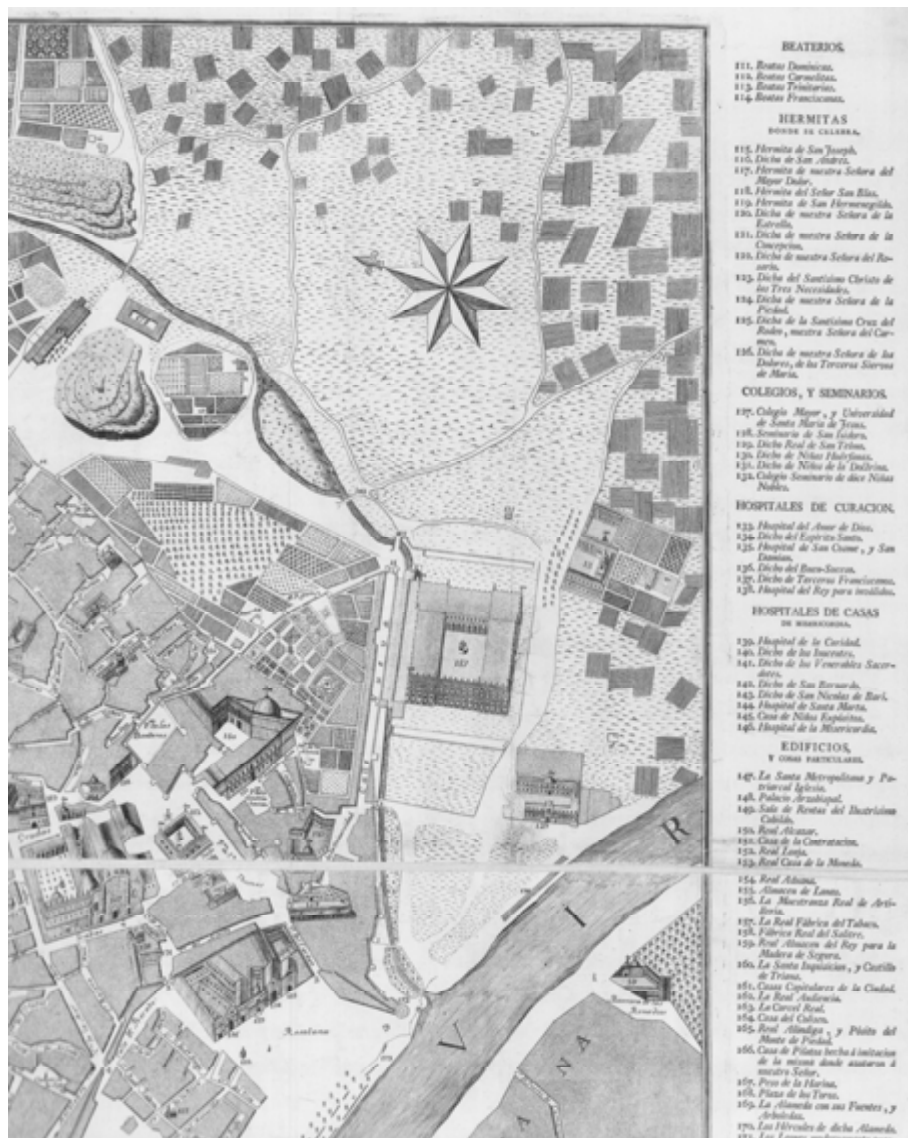 BEATERIOS.
111. Beatas Dominicas.
112. Beatas Carmelitas.
113. Beatas Trinitarias.
114. Beatas Franciscanas.
HERMITAS
DONDE SE CELEBRA.
115. Hermita de San Joseph.
116. Dicha de San Andres.
117. Hermita de nuestra Señora del
Mayor Dolor.
118. Hermita del Señor San Blas.
119. Hermita de San Hermenegildo.
120. Dicha de nuestra Señora de la
Estrella.
121. Dicha de nuestra Señora de la
Concepcion.
122. Dicha de nuestra Señora del Ro-
sario.
123. Dicha del Santisimo Christo de
las Tres Necesidades.
124. Dicha de nuestra Señora de la
Piedad.
125. Dicha de la Santisima Cruz del
Rodeo, nuestra Señora del Car-
men.
126. Dicha de nuestra Señora de los
Dolores, de los Terceros Siervos
de Maria.
COLEGIOS, Y SEMINARIOS.
127. Colegio Mayor, y Universidad
de Santa Maria de Jesus.
128. Seminario de San Isidoro.
129. Dicho Real de San Telmo.
130. Dicho de Niñas Huérfanas.
131. Dicho de Niños de la Doctrina.
132. Colegio Seminario de doce Niñas
Nobles.
HOSPITALES DE CURACION.
133. Hospital del Amor de Dios.
134. Dicho del Espiritu Santo.
135. Hospital de San Cosme, y San
Damian.
136. Dicho del Buen-Suceso.
137. Dicho de Terceros Franciscanos.
138. Hospital del Rey para inválidos.
HOSPITALES DE CASAS
DE MISERICORDIA.
139. Hospital de la Caridad.
140. Dicho de los Inocentes.
141. Dicho de los Venerables Sacer-
dotes.
142. Dicho de San Bernardo.
143. Dicho de San Nicolas de Bari.
144. Hospital de Santa Marta.
145. Casa de Niños Expósitos.
146. Hospital de la Misericordia.
EDIFICIOS,
Y COSAS PARTICULARES.
147. La Santa Metropolitana y Pa-
triarcal Iglesia.
148. Palacio Arzobispal.
149. Sala de Rentas del Ilustrisimo
Cabildo.
150. Real Alcazar.
151. Casa de la Contratacion.
152. Real Lonja.
153. Real Casa de la Moneda.
154. Real Aduana.
155. Almacen de Lanas.
156. La Maestranza Real de Arti-
lleria.
157. La Real Fábrica del Tabaco.
158. Fábrica Real del Salitre.
159. Real Almacen del Rey para la
Madera de Segura.
160. La Santa Inquisicion, y Castillo
de Triana.
161. Casas Capitulares de la Ciudad.
162. La Real Audiencia.
163. La Carcel Real.
164. Casa del Coliseo.
165. Real Alóndiga, y Pósito del
Monte de Piedad.
166. Casa de Pilatos hecha á imitacion
de la misma donde azotaron á
nuestro Señor.
167. Peso de la Harina.
168. Plaza de los Toros.
169. La Alameda con sus Fuentes, y
Arboledas.
170. Los Hércules de dicha Alameda.
157
R
I
V
A N A